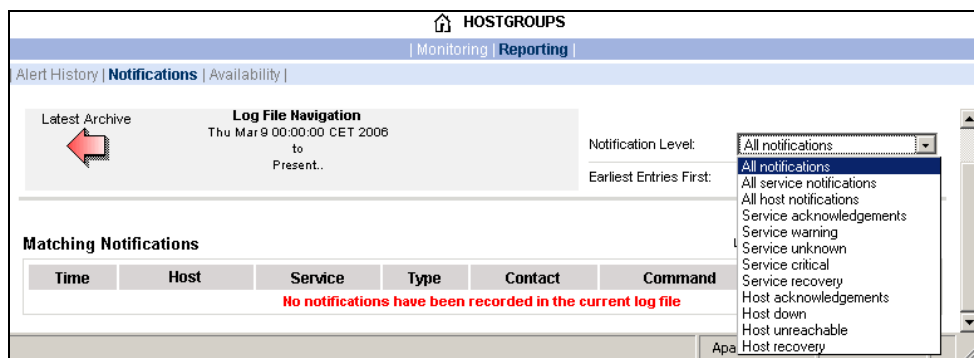 HOSTGROUPS
| Monitoring | Reporting |
| Alert History | Notifications | Availability |
Latest Archive
Log File Navigation
Thu Mar 9 00:00:00 CET 2006
to
Present..
Notification Level:
All notifications
Earliest Entries First:
All notifications
All service notifications
All host notifications
Service acknowledgements
Service warning
Service unknown
Service critical
Service recovery
Host acknowledgements
Host down
Host unreachable
Host recovery
Matching Notifications
Time Host Service Type Contact Command
No notifications have been recorded in the current log file
Apa